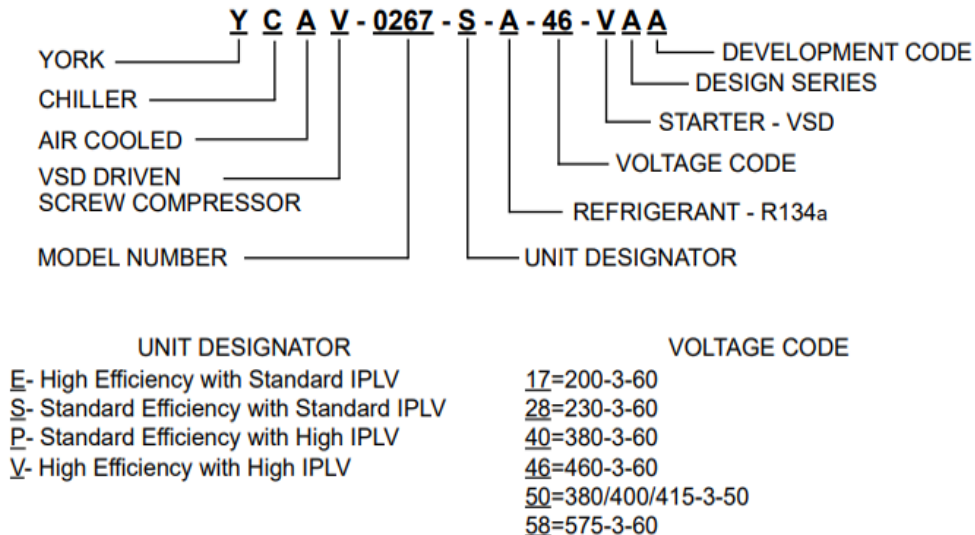 Y C A V - 0267 - S - A - 46 - V A A
YORK
CHILLER
AIR COOLED
VSD DRIVEN
SCREW COMPRESSOR
MODEL NUMBER
DEVELOPMENT CODE
DESIGN SERIES
STARTER - VSD
VOLTAGE CODE
REFRIGERANT - R134a
UNIT DESIGNATOR
UNIT DESIGNATOR
E- High Efficiency with Standard IPLV
S- Standard Efficiency with Standard IPLV
P- Standard Efficiency with High IPLV
V- High Efficiency with High IPLV
VOLTAGE CODE
17=200-3-60
28=230-3-60
40=380-3-60
46=460-3-60
50=380/400/415-3-50
58=575-3-60